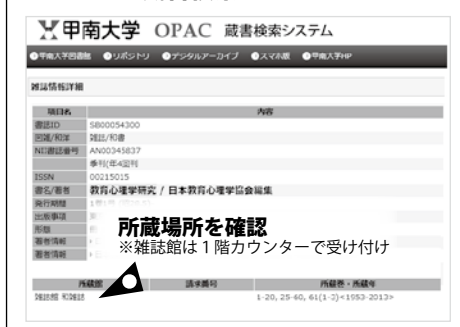 甲南大学 OPAC 蔵書検索システム
甲南大学図書館 リポジトリ デジタルアーカイブ スマホ版 甲南大学HP
雑誌情報詳細
項目名 内容
書誌ID SB00054300
図雑/和洋 雑誌/和書
NC書誌番号 AN00345837
季刊(年4回刊
ISSN 00215015
書名/著者 教育心理学研究 / 日本教育心理学協会編集
発行期間
出版事項
形態
著者情報
著者情報
所蔵場所を確認
※雑誌館は1階カウンターで受け付け
所蔵館 請求番号 所蔵巻・所蔵年
雑誌館 和雑誌 1-20, 25-60, 61(1-3)<1953-2013>